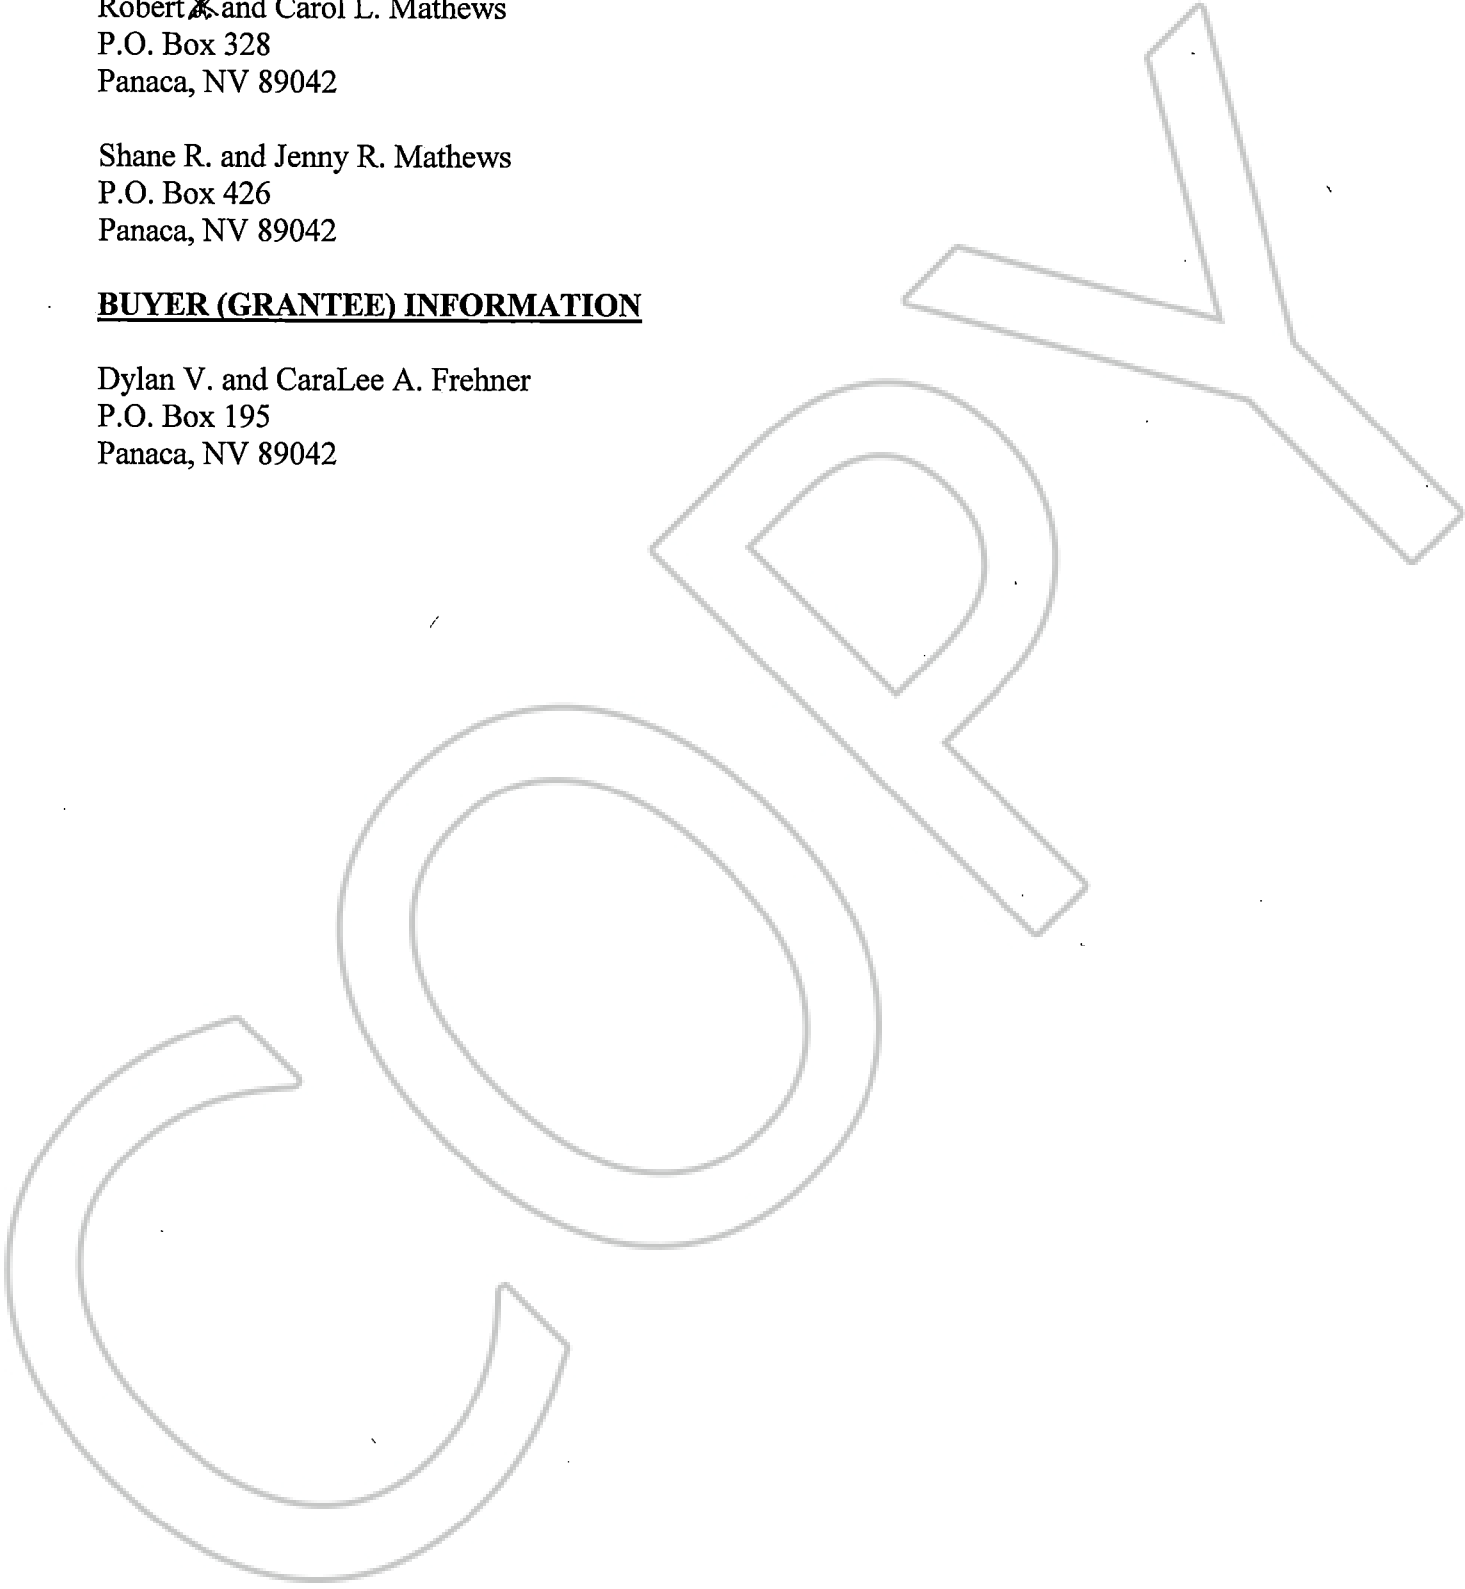 Robert and Carol L. Mathews
P.O. Box 328
Panaca, NV 89042
Shane R. and Jenny R. Mathews
P.O. Box 426
Panaca, NV 89042
BUYER (GRANTEE) INFORMATION
Dylan V. and CaraLee A. Frehner
P.O. Box 195
Panaca, NV 89042
COPY